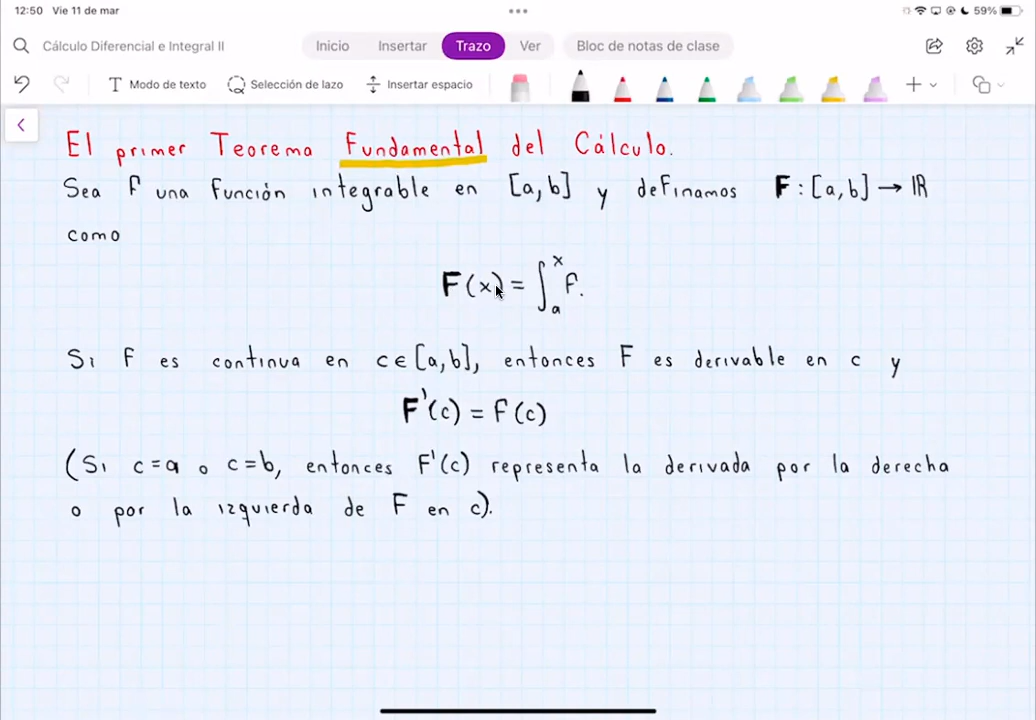 12:50 Vie 11 de mar 59%
Cálculo Diferencial e Integral II Inicio Insertar Trazo Ver Bloc de notas de clase
Modo de texto Selección de lazo Insertar espacio
El primer Teorema Fundamental del Cálculo.
Sea f una función integrable en [a,b] y definamos F:[a,b]→ℝ
como
F(x) = ∫ₐˣ f.
Si f es continua en c∈[a,b], entonces F es derivable en c y
F'(c) = f(c)
(Si c=a o c=b, entonces F'(c) representa la derivada por la derecha
o por la izquierda de F en c).